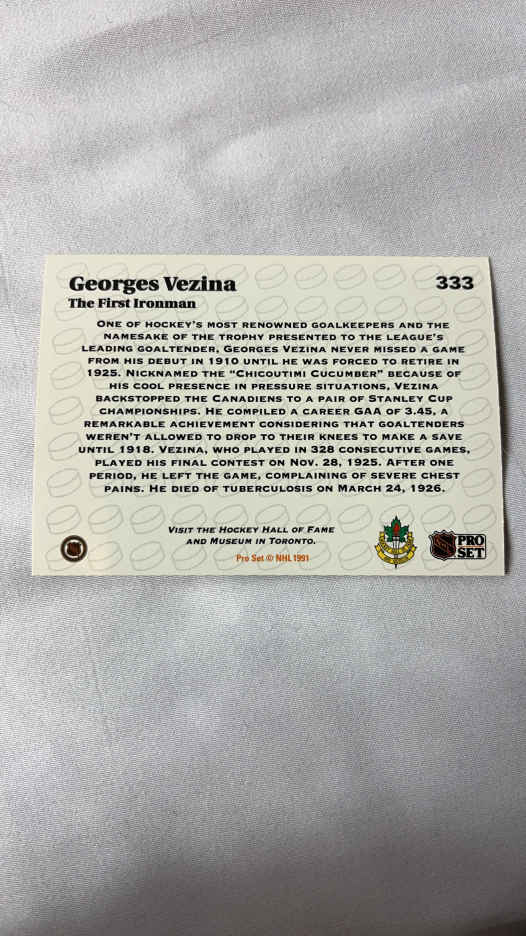 Georges Vezina
333
The First Ironman
ONE OF HOCKEY'S MOST RENOWNED GOALKEEPERS AND THE
NAMESAKE OF THE TROPHY PRESENTED TO THE LEAGUE'S
LEADING GOALTENDER, GEORGES VEZINA NEVER MISSED A GAME
FROM HIS DEBUT IN 1910 UNTIL HE WAS FORCED TO RETIRE IN
1925. NICKNAMED THE "CHICOUTIMI CUCUMBER" BECAUSE OF
HIS COOL PRESENCE IN PRESSURE SITUATIONS, VEZINA
BACKSTOPPED THE CANADIENS TO A PAIR OF STANLEY CUP
CHAMPIONSHIPS. HE COMPILED A CAREER GAA OF 3.45, A
REMARKABLE ACHIEVEMENT CONSIDERING THAT GOALTENDERS
WEREN'T ALLOWED TO DROP TO THEIR KNEES TO MAKE A SAVE
UNTIL 1918. VEZINA, WHO PLAYED IN 328 CONSECUTIVE GAMES,
PLAYED HIS FINAL CONTEST ON NOV. 28, 1925. AFTER ONE
PERIOD, HE LEFT THE GAME, COMPLAINING OF SEVERE CHEST
PAINS. HE DIED OF TUBERCULOSIS ON MARCH 24, 1926.
VISIT THE HOCKEY HALL OF FAME
AND MUSEUM IN TORONTO.
Pro Set © NHL 1991
PRO
SET